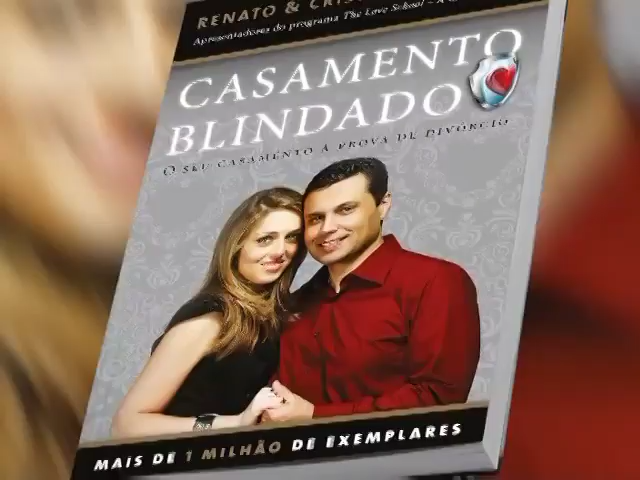 RENATO & CRIS
Apresentadores do programa The Love School - A
CASAMENTO
BLINDADO
O SEU CASAMENTO À PROVA DE DIVÓRCIO
MAIS DE 1 MILHÃO DE EXEMPLARES